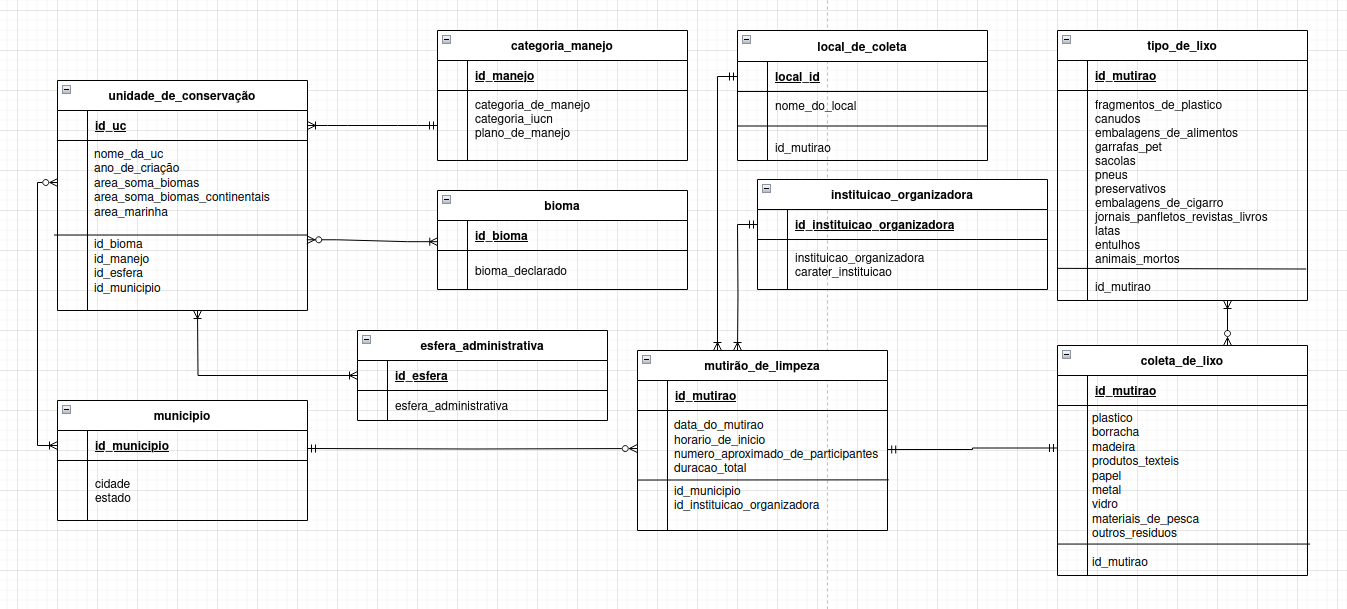 unidade_de_conservação
id_uc
nome_da_uc
ano_de_criação
area_soma_biomas
area_soma_biomas_continentais
area_marinha
id_bioma
id_manejo
id_esfera
id_municipio
categoria_manejo
id_manejo
categoria_de_manejo
categoria_iucn
plano_de_manejo
bioma
id_bioma
bioma_declarado
esfera_administrativa
id_esfera
esfera_administrativa
municipio
id_municipio
cidade
estado
local_de_coleta
local_id
nome_do_local
id_mutirao
instituicao_organizadora
id_instituicao_organizadora
instituicao_organizadora
carater_instituicao
mutirão_de_limpeza
id_mutirao
data_do_mutirao
horario_de_inicio
numero_aproximado_de_participantes
duracao_total
id_municipio
id_instituicao_organizadora
tipo_de_lixo
id_mutirao
fragmentos_de_plastico
canudos
embalagens_de_alimentos
garrafas_pet
sacolas
pneus
preservativos
embalagens_de_cigarro
jornais_panfletos_revistas_livros
latas
entulhos
animais_mortos
id_mutirao
coleta_de_lixo
id_mutirao
plastico
borracha
madeira
produtos_texteis
papel
metal
vidro
materiais_de_pesca
outros_residuos
id_mutirao